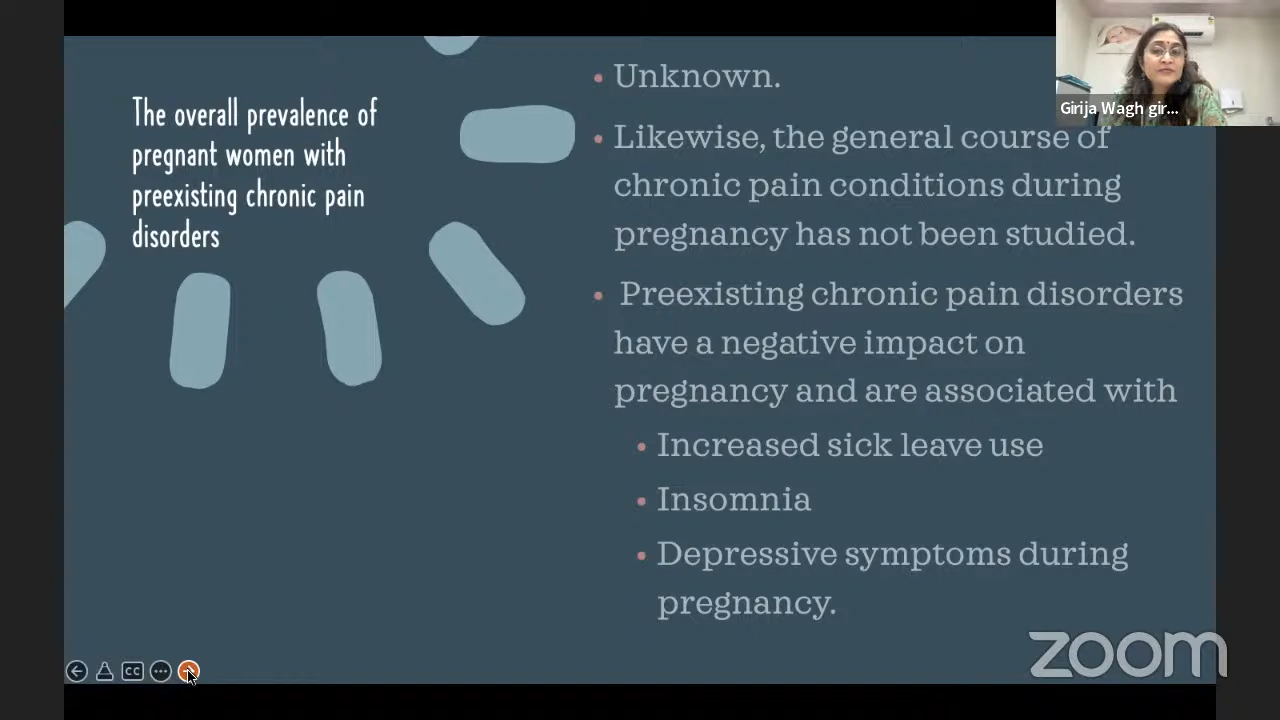 The overall prevalence of
pregnant women with
preexisting chronic pain
disorders
• Unknown.
• Likewise, the general course of
chronic pain conditions during
pregnancy has not been studied.
• Preexisting chronic pain disorders
have a negative impact on
pregnancy and are associated with
• Increased sick leave use
• Insomnia
• Depressive symptoms during
pregnancy.
Girija Wagh gir...
CC
zoom